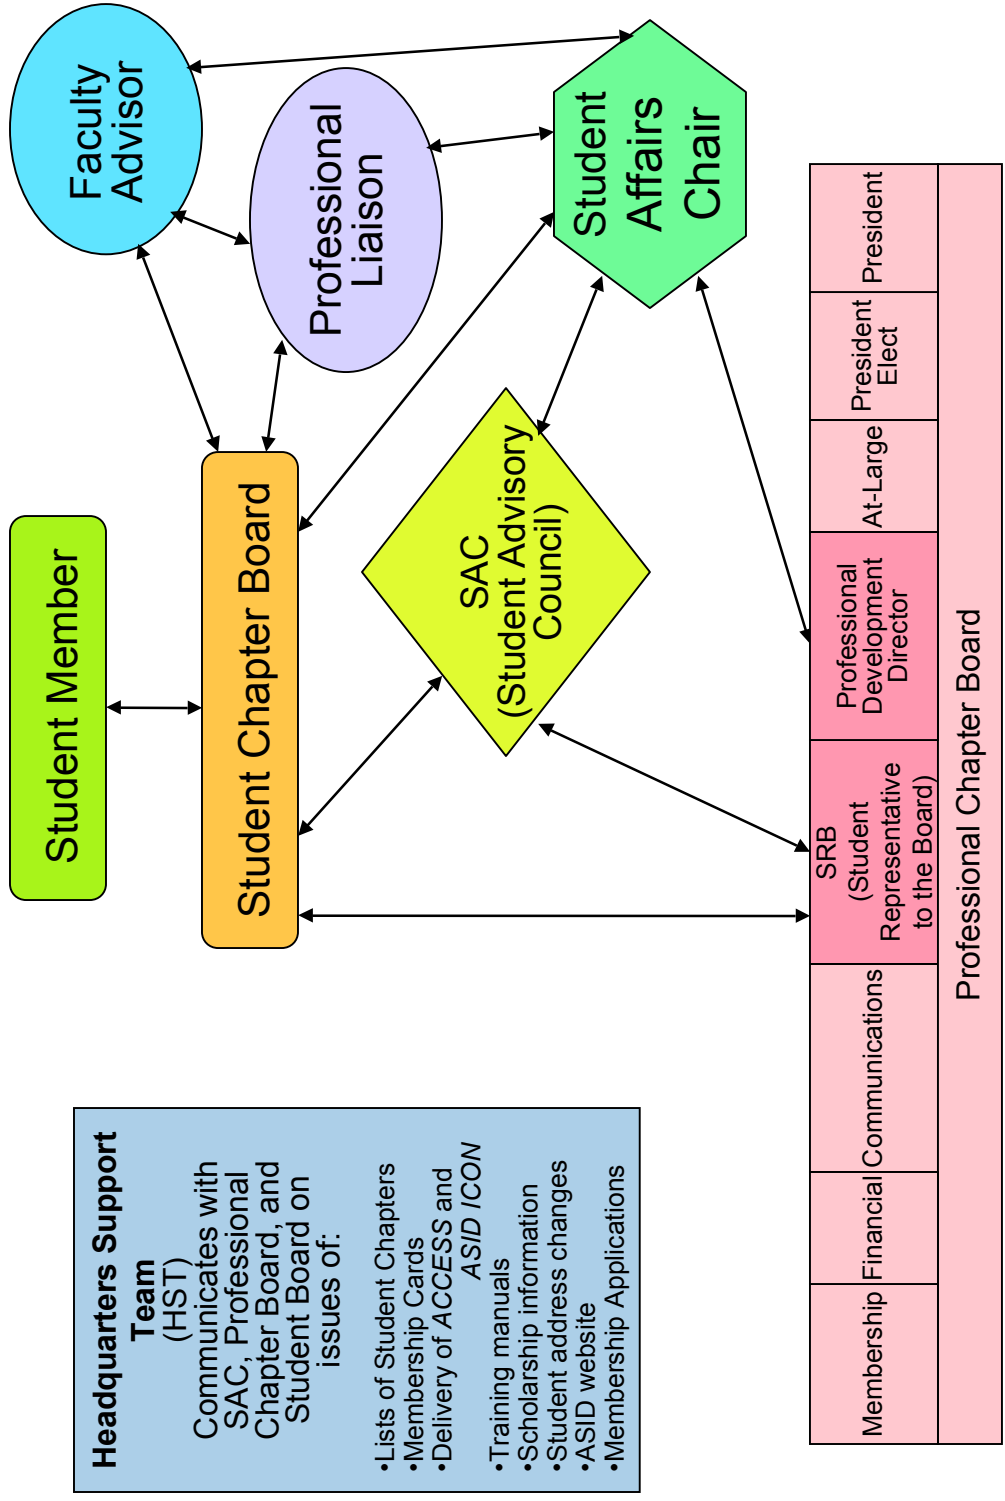 Headquarters Support
Team
(HST)
Communicates with
SAC, Professional
Chapter Board, and
Student Board on
issues of:
•Lists of Student Chapters
•Membership Cards
•Delivery of ACCESS and
ASID ICON
•Training manuals
•Scholarship information
•Student address changes
•ASID website
•Membership Applications
Student Member
Student Chapter Board
Faculty
Advisor
Professional
Liaison
SAC
(Student Advisory
Council)
Student
Affairs
Chair
Membership
Financial
Communications
SRB
(Student
Representative
to the Board)
Professional
Development
Director
At-Large
President
Elect
President
Professional Chapter Board